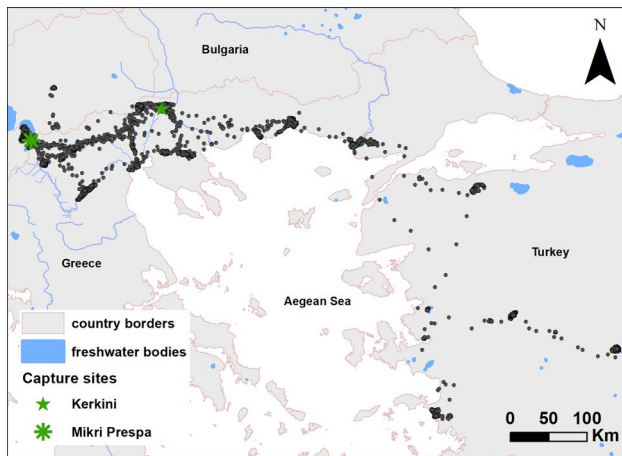 N
Bulgaria
Greece
Turkey
Aegean Sea
country borders
freshwater bodies
Capture sites
Kerkini
Mikri Prespa
0 50 100
Km